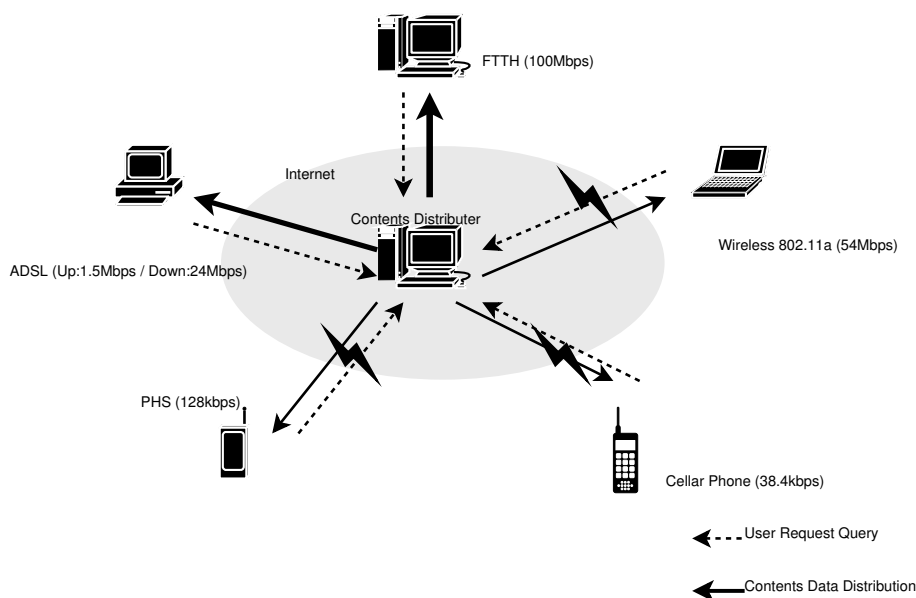 FTTH (100Mbps)
Internet
Contents Distributer
Wireless 802.11a (54Mbps)
ADSL (Up:1.5Mbps / Down:24Mbps)
PHS (128kbps)
Cellar Phone (38.4kbps)
User Request Query
Contents Data Distribution